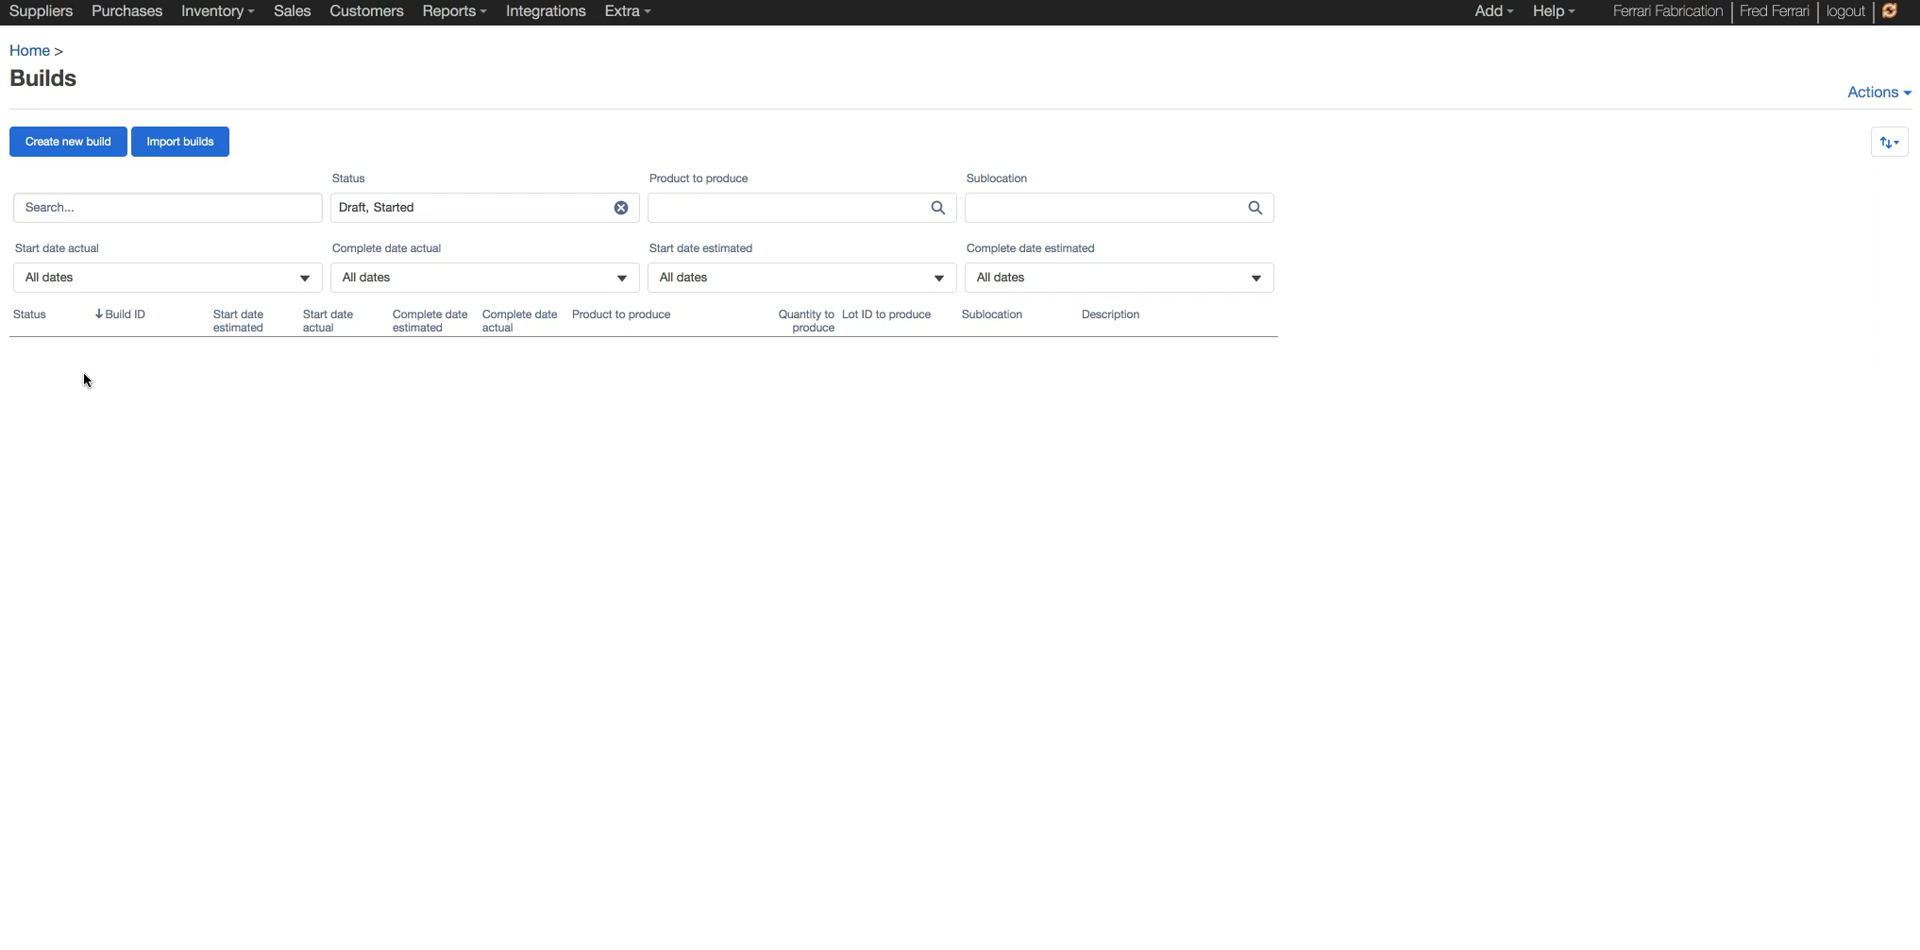 Suppliers Purchases Inventory Sales Customers Reports Integrations Extra Add Help Ferrari Fabrication Fred Ferrari logout
Home >
Builds
Actions
Create new build Import builds
Status Product to produce Sublocation
Search... Draft, Started
Start date actual Complete date actual Start date estimated Complete date estimated
All dates All dates All dates All dates
Status Build ID Start date estimated Start date actual Complete date estimated Complete date actual Product to produce Quantity to produce Lot ID to produce Sublocation Description